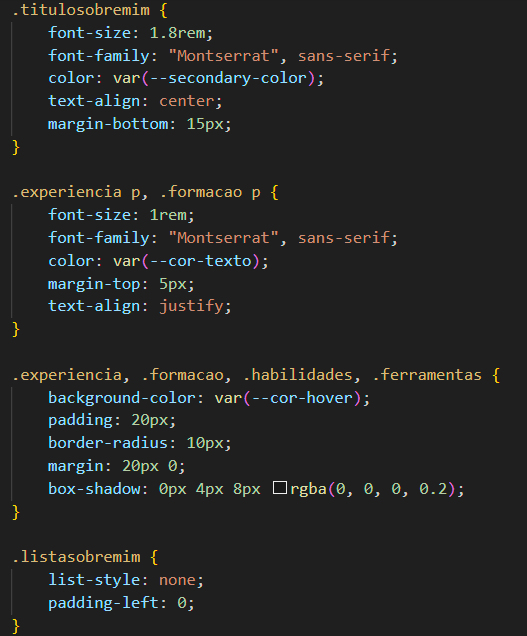 .titulosobremim {
    font-size: 1.8rem;
    font-family: "Montserrat", sans-serif;
    color: var(--secondary-color);
    text-align: center;
    margin-bottom: 15px;
}

.experiencia p, .formacao p {
    font-size: 1rem;
    font-family: "Montserrat", sans-serif;
    color: var(--cor-texto);
    margin-top: 5px;
    text-align: justify;
}

.experiencia, .formacao, .habilidades, .ferramentas {
    background-color: var(--cor-hover);
    padding: 20px;
    border-radius: 10px;
    margin: 20px 0;
    box-shadow: 0px 4px 8px rgba(0, 0, 0, 0.2);
}

.listasobremim {
    list-style: none;
    padding-left: 0;
}